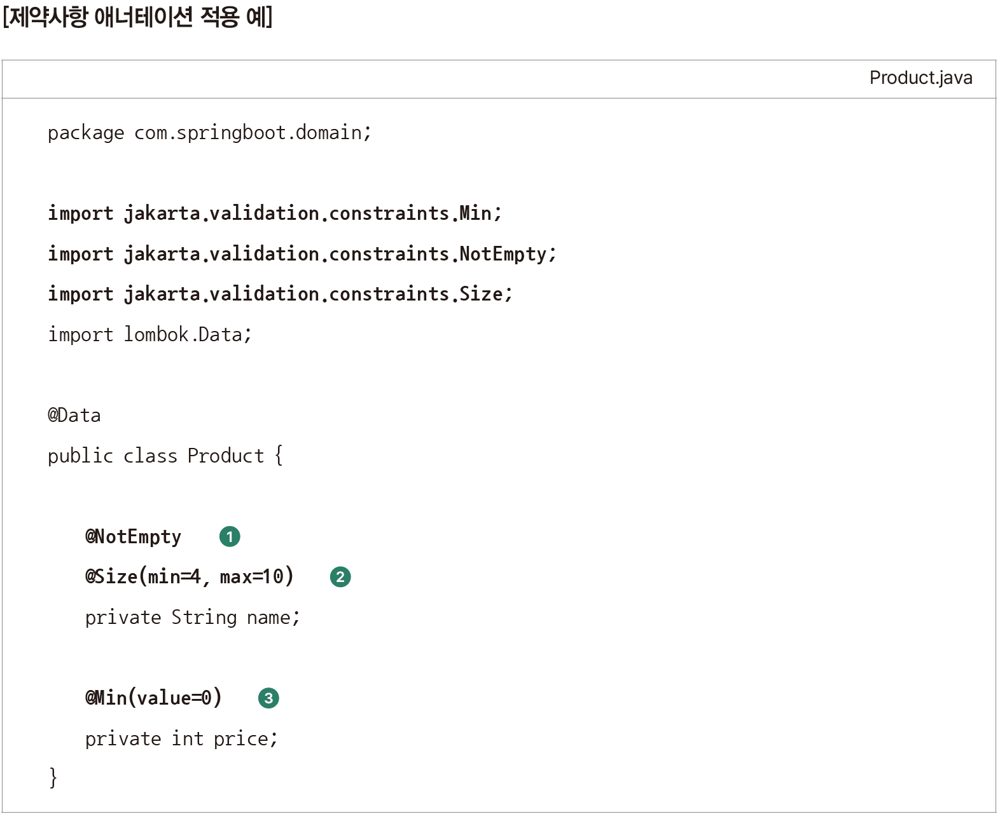 [제약사항 애너테이션 적용 예]
Product.java
package com.springboot.domain;
import jakarta.validation.constraints.Min;
import jakarta.validation.constraints.NotEmpty;
import jakarta.validation.constraints.Size;
import lombok.Data;
@Data
public class Product {
@NotEmpty 1
@Size(min=4, max=10) 2
private String name;
@Min(value=0) 3
private int price;
}